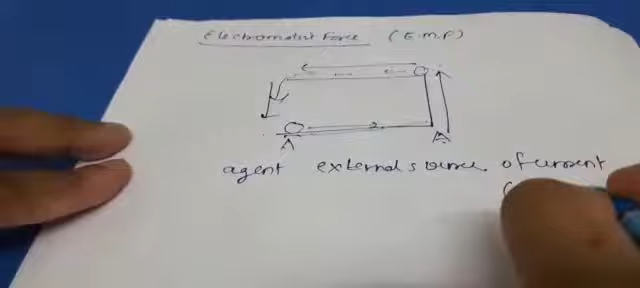 Electromotive Force (E.M.F)
A
A
agent external source of current
(